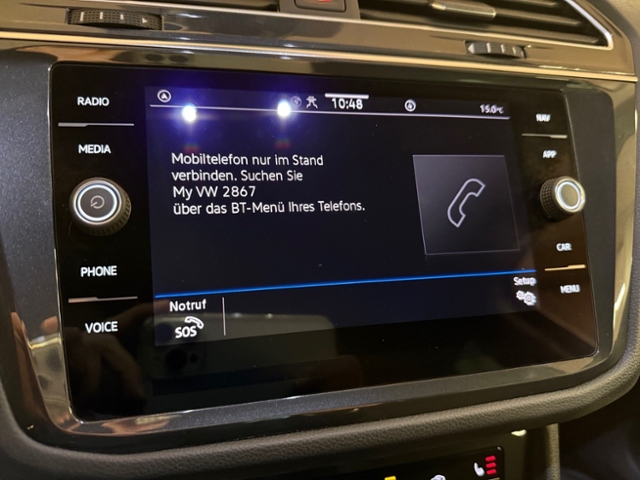 RADIO
MEDIA
PHONE
VOICE
10:48
15.0°C
Mobiltelefon nur im Stand
verbinden. Suchen Sie
My VW 2867
über das BT-Menü Ihres Telefons.
Notruf
SOS
Setup
NAV
APP
CAR
MENU